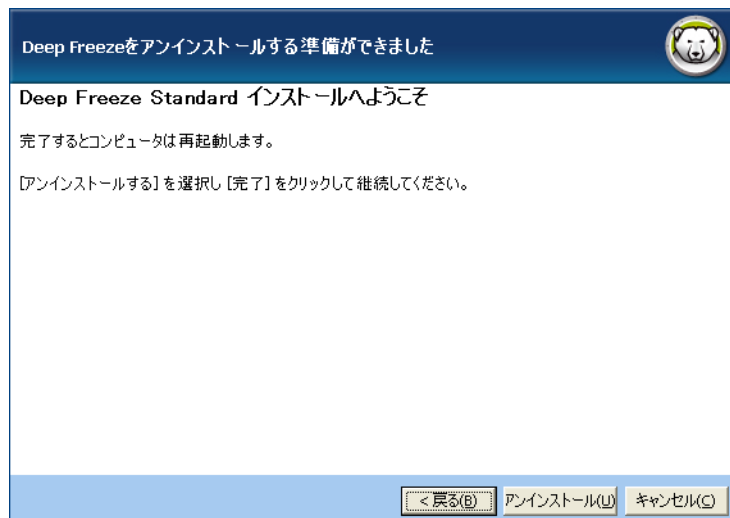 Deep Freezeをアンインストールする準備ができました
Deep Freeze Standard インストールへようこそ
完了するとコンピュータは再起動します。
[アンインストールする] を選択し [完了] をクリックして継続してください。
< 戻る(B) アンインストール(U) キャンセル(C)